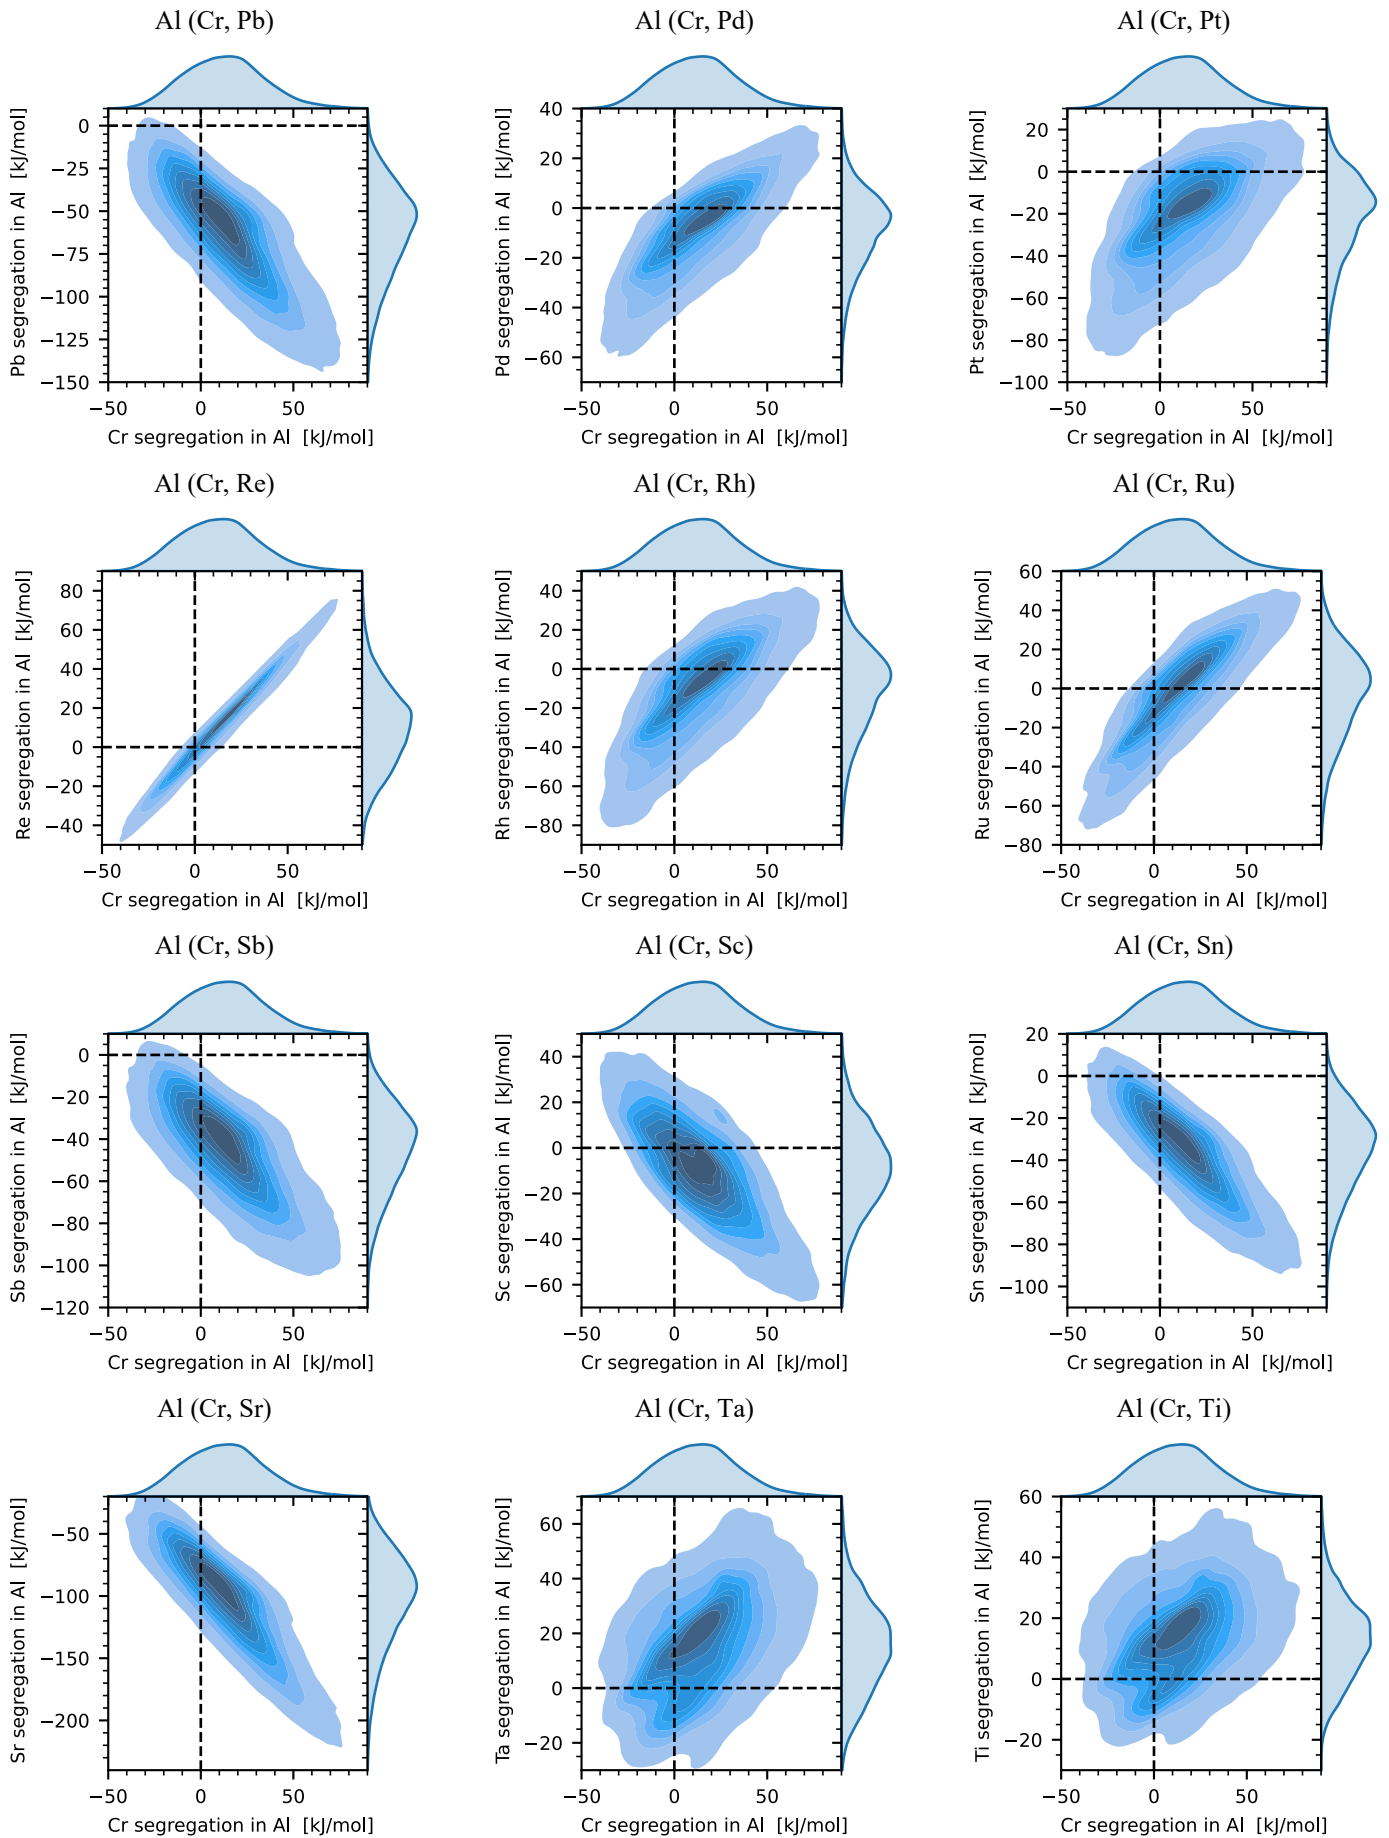 Al (Cr, Pb)
Al (Cr, Pd)
Al (Cr, Pt)
Pb segregation in Al [kJ/mol]
0
−25
−50
−75
−100
−125
−150
−50 0 50
Cr segregation in Al [kJ/mol]
Pd segregation in Al [kJ/mol]
40
20
0
−20
−40
−60
−50 0 50
Cr segregation in Al [kJ/mol]
Pt segregation in Al [kJ/mol]
20
0
−20
−40
−60
−80
−100
−50 0 50
Cr segregation in Al [kJ/mol]
Al (Cr, Re)
Al (Cr, Rh)
Al (Cr, Ru)
Re segregation in Al [kJ/mol]
80
60
40
20
0
−20
−40
−50 0 50
Cr segregation in Al [kJ/mol]
Rh segregation in Al [kJ/mol]
40
20
0
−20
−40
−60
−80
−50 0 50
Cr segregation in Al [kJ/mol]
Ru segregation in Al [kJ/mol]
60
40
20
0
−20
−40
−60
−80
−50 0 50
Cr segregation in Al [kJ/mol]
Al (Cr, Sb)
Al (Cr, Sc)
Al (Cr, Sn)
Sb segregation in Al [kJ/mol]
0
−20
−40
−60
−80
−100
−120
−50 0 50
Cr segregation in Al [kJ/mol]
Sc segregation in Al [kJ/mol]
40
20
0
−20
−40
−60
−50 0 50
Cr segregation in Al [kJ/mol]
Sn segregation in Al [kJ/mol]
20
0
−20
−40
−60
−80
−100
−50 0 50
Cr segregation in Al [kJ/mol]
Al (Cr, Sr)
Al (Cr, Ta)
Al (Cr, Ti)
Sr segregation in Al [kJ/mol]
−50
−100
−150
−200
−50 0 50
Cr segregation in Al [kJ/mol]
Ta segregation in Al [kJ/mol]
60
40
20
0
−20
−50 0 50
Cr segregation in Al [kJ/mol]
Ti segregation in Al [kJ/mol]
60
40
20
0
−20
−50 0 50
Cr segregation in Al [kJ/mol]